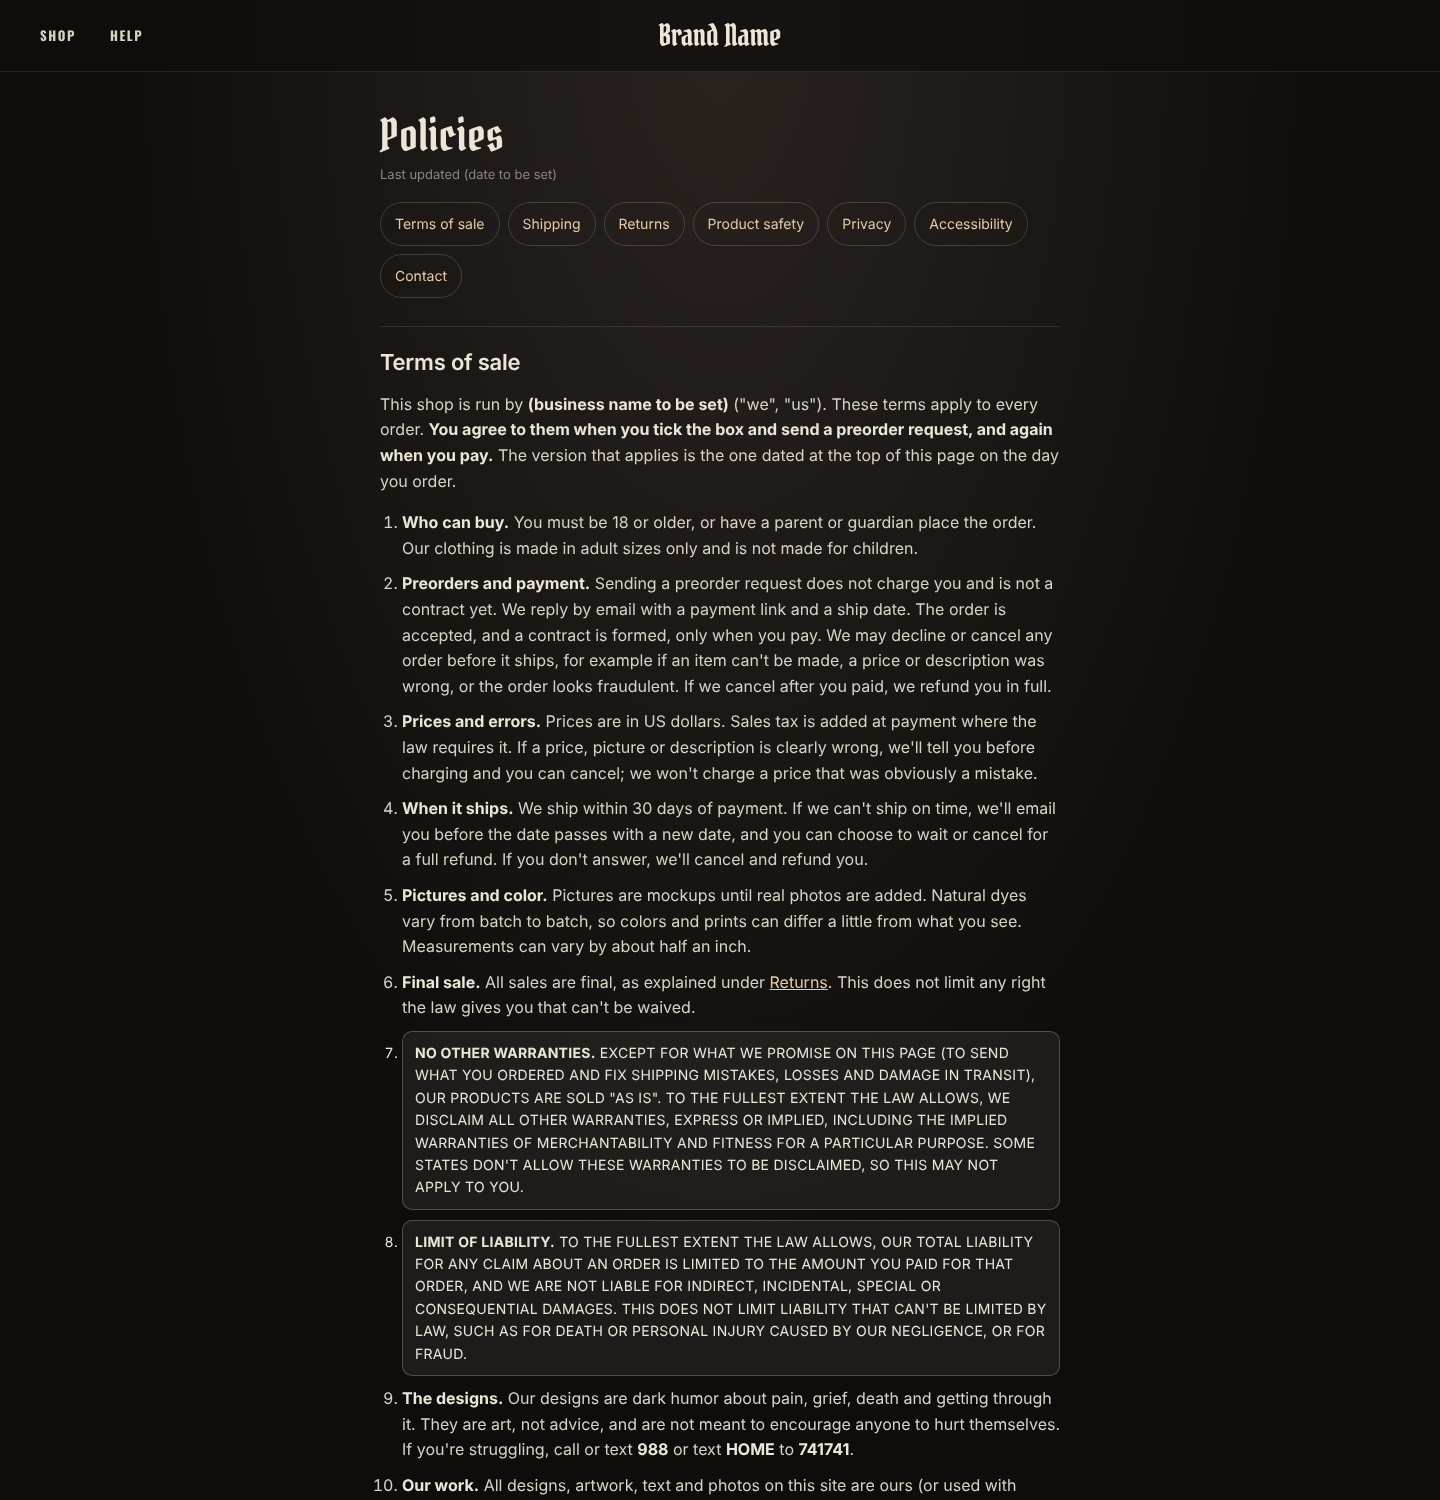 SHOP
HELP
Brand Name
Policies
Last updated (date to be set)
Terms of sale
Shipping
Returns
Product safety
Privacy
Accessibility
Contact
Terms of sale
This shop is run by (business name to be set) ("we", "us"). These terms apply to every
order. You agree to them when you tick the box and send a preorder request, and again
when you pay. The version that applies is the one dated at the top of this page on the day
you order.
1. Who can buy. You must be 18 or older, or have a parent or guardian place the order.
Our clothing is made in adult sizes only and is not made for children.
2. Preorders and payment. Sending a preorder request does not charge you and is not a
contract yet. We reply by email with a payment link and a ship date. The order is
accepted, and a contract is formed, only when you pay. We may decline or cancel any
order before it ships, for example if an item can't be made, a price or description was
wrong, or the order looks fraudulent. If we cancel after you paid, we refund you in full.
3. Prices and errors. Prices are in US dollars. Sales tax is added at payment where the
law requires it. If a price, picture or description is clearly wrong, we'll tell you before
charging and you can cancel; we won't charge a price that was obviously a mistake.
4. When it ships. We ship within 30 days of payment. If we can't ship on time, we'll email
you before the date passes with a new date, and you can choose to wait or cancel for
a full refund. If you don't answer, we'll cancel and refund you.
5. Pictures and color. Pictures are mockups until real photos are added. Natural dyes
vary from batch to batch, so colors and prints can differ a little from what you see.
Measurements can vary by about half an inch.
6. Final sale. All sales are final, as explained under Returns. This does not limit any right
the law gives you that can't be waived.
7. NO OTHER WARRANTIES. EXCEPT FOR WHAT WE PROMISE ON THIS PAGE (TO SEND
WHAT YOU ORDERED AND FIX SHIPPING MISTAKES, LOSSES AND DAMAGE IN TRANSIT),
OUR PRODUCTS ARE SOLD "AS IS". TO THE FULLEST EXTENT THE LAW ALLOWS, WE
DISCLAIM ALL OTHER WARRANTIES, EXPRESS OR IMPLIED, INCLUDING THE IMPLIED
WARRANTIES OF MERCHANTABILITY AND FITNESS FOR A PARTICULAR PURPOSE. SOME
STATES DON'T ALLOW THESE WARRANTIES TO BE DISCLAIMED, SO THIS MAY NOT
APPLY TO YOU.
8. LIMIT OF LIABILITY. TO THE FULLEST EXTENT THE LAW ALLOWS, OUR TOTAL LIABILITY
FOR ANY CLAIM ABOUT AN ORDER IS LIMITED TO THE AMOUNT YOU PAID FOR THAT
ORDER, AND WE ARE NOT LIABLE FOR INDIRECT, INCIDENTAL, SPECIAL OR
CONSEQUENTIAL DAMAGES. THIS DOES NOT LIMIT LIABILITY THAT CAN'T BE LIMITED BY
LAW, SUCH AS FOR DEATH OR PERSONAL INJURY CAUSED BY OUR NEGLIGENCE, OR FOR
FRAUD.
9. The designs. Our designs are dark humor about pain, grief, death and getting through
it. They are art, not advice, and are not meant to encourage anyone to hurt themselves.
If you're struggling, call or text 988 or text HOME to 741741.
10. Our work. All designs, artwork, text and photos on this site are ours (or used with